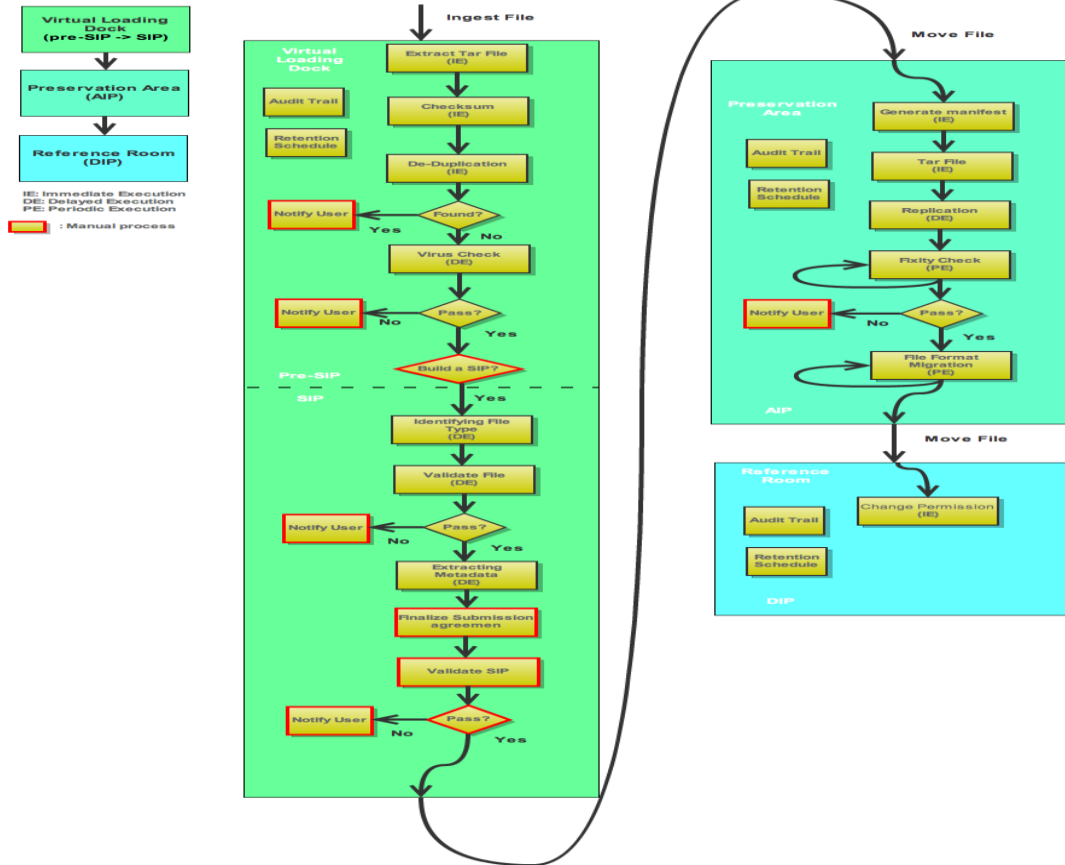 Virtual Loading
Dock
(pre-SIP -> SIP)
Preservation Area
(AIP)
Reference Room
(DIP)
IE: Immediate Execution
DE: Delayed Execution
PE: Periodic Execution
: Manual process
Ingest File
Virtual
Loading
Dock
Extract Tar File
(IE)
Audit Trail
Checksum
(IE)
Retention
Schedule
De-Duplication
(IE)
Notify User
Yes
Found?
No
Virus Check
(DE)
Notify User
No
Pass?
Yes
Build a SIP?
Pre-SIP
SIP
Yes
Identifying File
Type
(DE)
Validate File
(DE)
Notify User
No
Pass?
Yes
Extracting
Metadata
(DE)
Finalize Submission
agreemen
Validate SIP
Notify User
No
Pass?
Yes
Move File
Preservation
Area
Generate manifest
(IE)
Audit Trail
Tar File
(IE)
Retention
Schedule
Replication
(DE)
Fixity Check
(PE)
Notify User
No
Pass?
Yes
File Format
Migration
(PE)
AIP
Move File
Reference
Room
Change Permission
(IE)
Audit Trail
Retention
Schedule
DIP